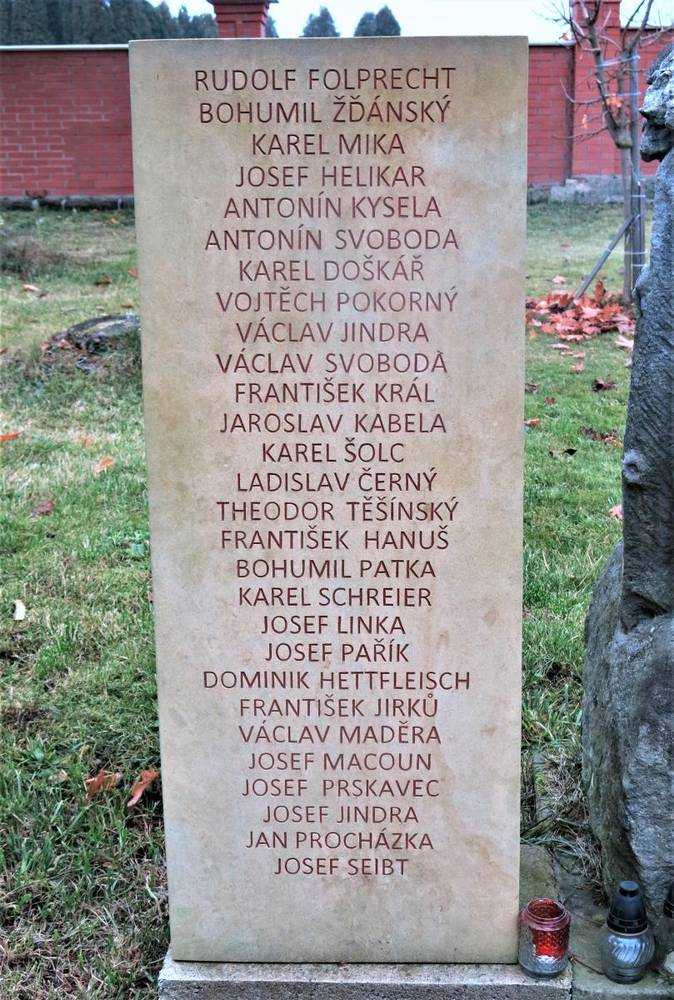 RUDOLF FOLPRECHT
BOHUMIL ŽĎÁNSKÝ
KAREL MIKA
JOSEF HELIKAR
ANTONÍN KYSELA
ANTONÍN SVOBODA
KAREL DOŠKÁŘ
VOJTĚCH POKORNÝ
VÁCLAV JINDRA
VÁCLAV SVOBODA
FRANTIŠEK KRÁL
JAROSLAV KABELA
KAREL ŠOLC
LADISLAV ČERNÝ
THEODOR TĚŠÍNSKÝ
FRANTIŠEK HANUŠ
BOHUMIL PATKA
KAREL SCHREIER
JOSEF LINKA
JOSEF PAŘÍK
DOMINIK HETTFLEISCH
FRANTIŠEK JIRKŮ
VÁCLAV MADĚRA
JOSEF MACOUN
JOSEF PRSKAVEC
JOSEF JINDRA
JAN PROCHÁZKA
JOSEF SEIBT